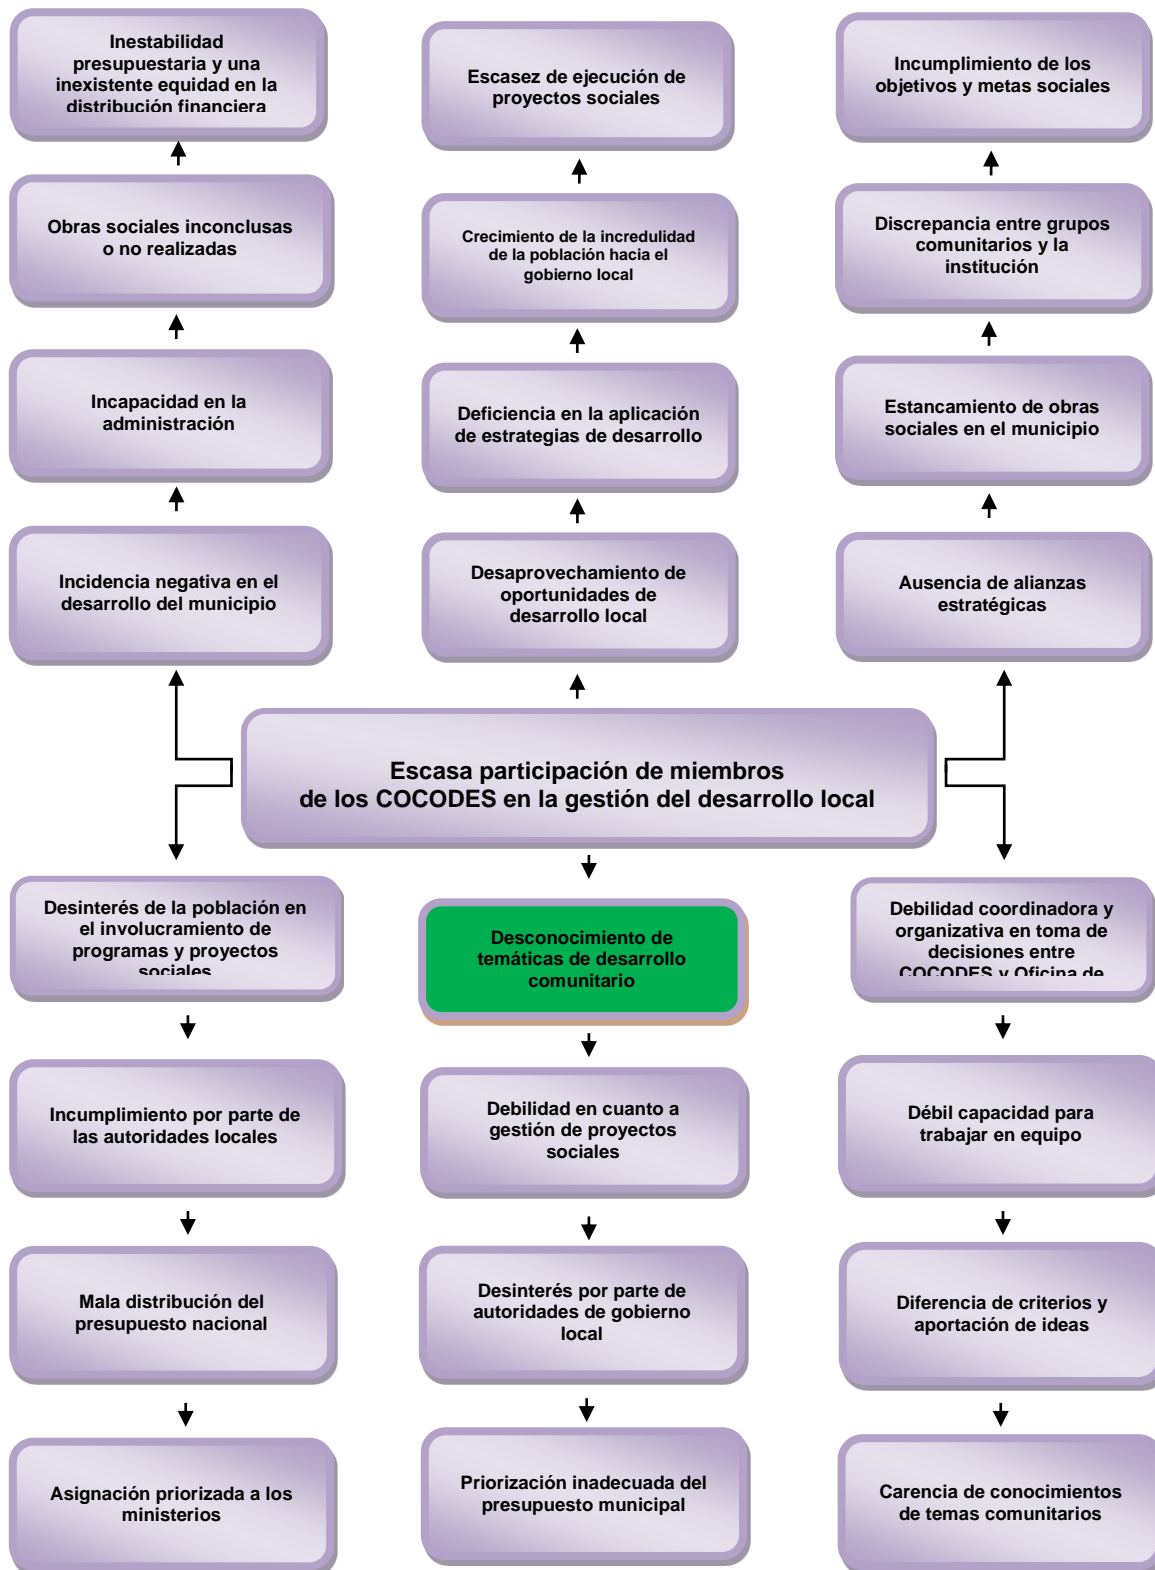 Inestabilidad
presupuestaria y una
inexistente equidad en la
distribución financiera
Escasez de ejecución de
proyectos sociales
Incumplimiento de los
objetivos y metas sociales
Obras sociales inconclusas
o no realizadas
Crecimiento de la incredulidad
de la población hacia el
gobierno local
Discrepancia entre grupos
comunitarios y la
institución
Incapacidad en la
administración
Deficiencia en la aplicación
de estrategias de desarrollo
Estancamiento de obras
sociales en el municipio
Incidencia negativa en el
desarrollo del municipio
Desaprovechamiento de
oportunidades de
desarrollo local
Ausencia de alianzas
estratégicas
Escasa participación de miembros
de los COCODES en la gestión del desarrollo local
Desinterés de la población en
el involucramiento de
programas y proyectos
sociales
Desconocimiento de
temáticas de desarrollo
comunitario
Debilidad coordinadora y
organizativa en toma de
decisiones entre
COCODES y Oficina de
Incumplimiento por parte de
las autoridades locales
Debilidad en cuanto a
gestión de proyectos
sociales
Débil capacidad para
trabajar en equipo
Mala distribución del
presupuesto nacional
Desinterés por parte de
autoridades de gobierno
local
Diferencia de criterios y
aportación de ideas
Asignación priorizada a los
ministerios
Priorización inadecuada del
presupuesto municipal
Carencia de conocimientos
de temas comunitarios